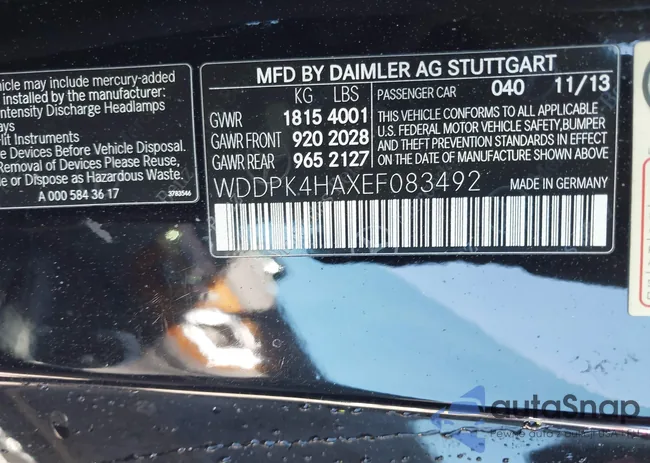 hicle may include mercury-added
installed by the manufacturer:
ntensity Discharge Headlamps
ays
-lit Instruments
e Devices Before Vehicle Disposal.
Removal of Devices Please Reuse,
e or Dispose as Hazardous Waste.
A 000 584 36 17
3783546
MFD BY DAIMLER AG STUTTGART
KG LBS
GVWR 1815 4001
GAWR FRONT 920 2028
GAWR REAR 965 2127
PASSENGER CAR 040 11/13
THIS VEHICLE CONFORMS TO ALL APPLICABLE
U.S. FEDERAL MOTOR VEHICLE SAFETY,BUMPER
AND THEFT PREVENTION STANDARDS IN EFFECT
ON THE DATE OF MANUFACTURE SHOWN ABOVE.
WDDPK4HAXEF083492
MADE IN GERMANY
autoSnap
Pewne auto z